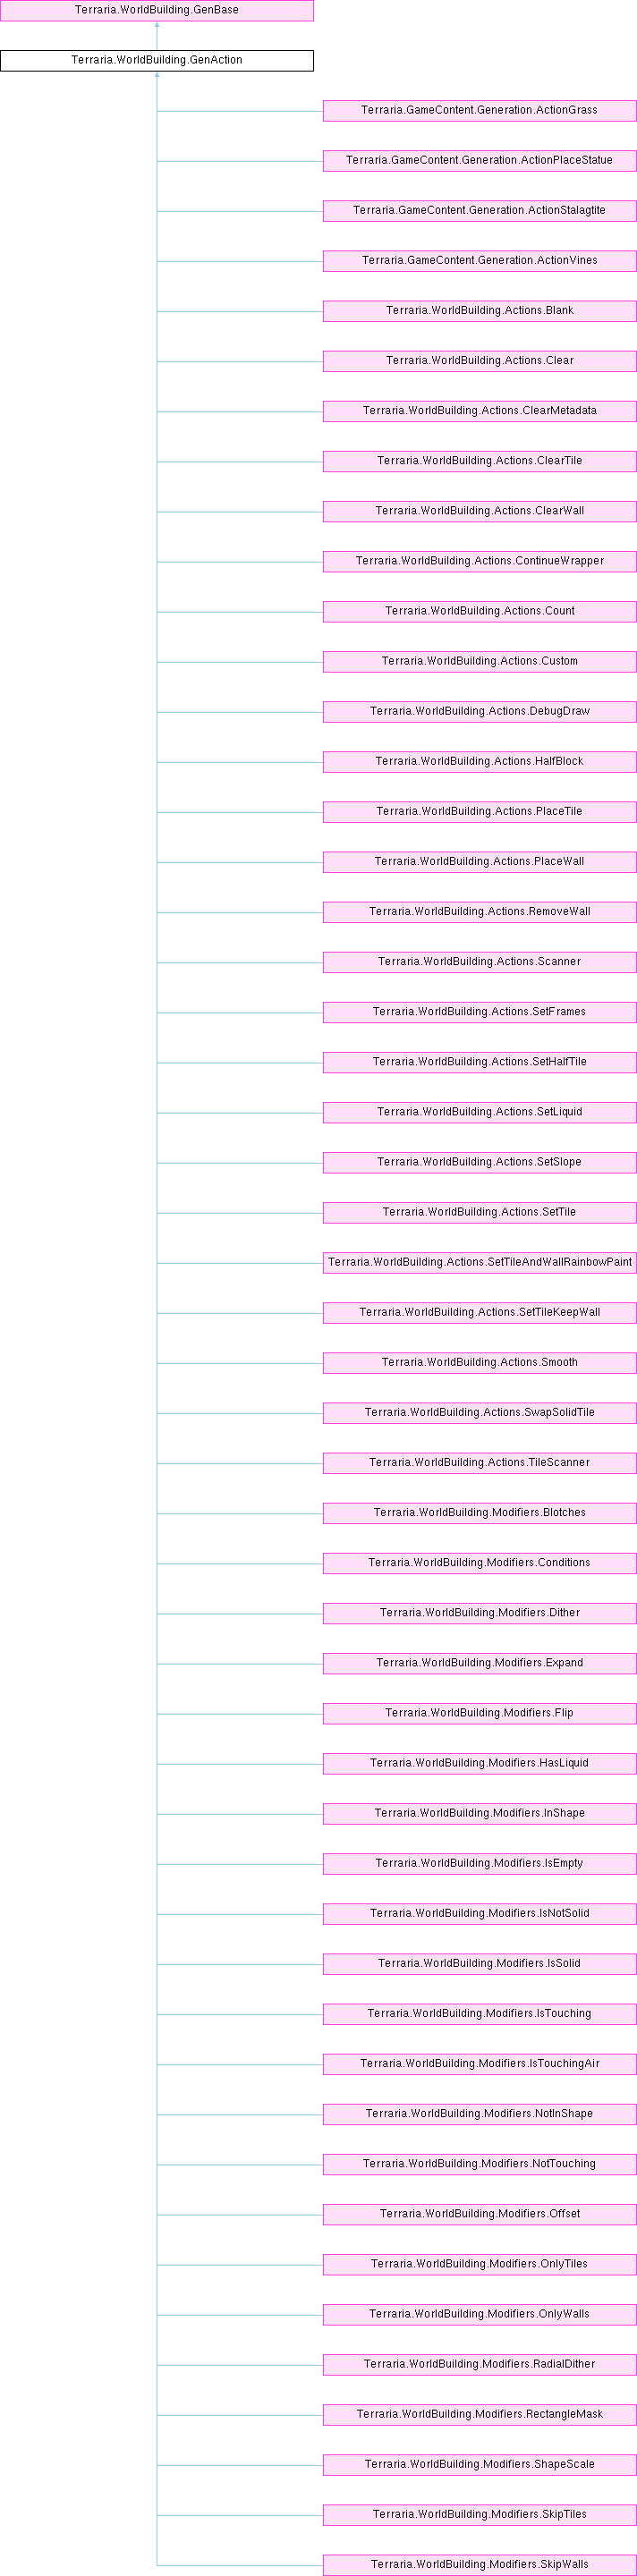 Terraria.WorldBuilding.GenBase
Terraria.WorldBuilding.GenAction
Terraria.GameContent.Generation.ActionGrass
Terraria.GameContent.Generation.ActionPlaceStatue
Terraria.GameContent.Generation.ActionStalagtite
Terraria.GameContent.Generation.ActionVines
Terraria.WorldBuilding.Actions.Blank
Terraria.WorldBuilding.Actions.Clear
Terraria.WorldBuilding.Actions.ClearMetadata
Terraria.WorldBuilding.Actions.ClearTile
Terraria.WorldBuilding.Actions.ClearWall
Terraria.WorldBuilding.Actions.ContinueWrapper
Terraria.WorldBuilding.Actions.Count
Terraria.WorldBuilding.Actions.Custom
Terraria.WorldBuilding.Actions.DebugDraw
Terraria.WorldBuilding.Actions.HalfBlock
Terraria.WorldBuilding.Actions.PlaceTile
Terraria.WorldBuilding.Actions.PlaceWall
Terraria.WorldBuilding.Actions.RemoveWall
Terraria.WorldBuilding.Actions.Scanner
Terraria.WorldBuilding.Actions.SetFrames
Terraria.WorldBuilding.Actions.SetHalfTile
Terraria.WorldBuilding.Actions.SetLiquid
Terraria.WorldBuilding.Actions.SetSlope
Terraria.WorldBuilding.Actions.SetTile
Terraria.WorldBuilding.Actions.SetTileAndWallRainbowPaint
Terraria.WorldBuilding.Actions.SetTileKeepWall
Terraria.WorldBuilding.Actions.Smooth
Terraria.WorldBuilding.Actions.SwapSolidTile
Terraria.WorldBuilding.Actions.TileScanner
Terraria.WorldBuilding.Modifiers.Blotches
Terraria.WorldBuilding.Modifiers.Conditions
Terraria.WorldBuilding.Modifiers.Dither
Terraria.WorldBuilding.Modifiers.Expand
Terraria.WorldBuilding.Modifiers.Flip
Terraria.WorldBuilding.Modifiers.HasLiquid
Terraria.WorldBuilding.Modifiers.InShape
Terraria.WorldBuilding.Modifiers.IsEmpty
Terraria.WorldBuilding.Modifiers.IsNotSolid
Terraria.WorldBuilding.Modifiers.IsSolid
Terraria.WorldBuilding.Modifiers.IsTouching
Terraria.WorldBuilding.Modifiers.IsTouchingAir
Terraria.WorldBuilding.Modifiers.NotInShape
Terraria.WorldBuilding.Modifiers.NotTouching
Terraria.WorldBuilding.Modifiers.Offset
Terraria.WorldBuilding.Modifiers.OnlyTiles
Terraria.WorldBuilding.Modifiers.OnlyWalls
Terraria.WorldBuilding.Modifiers.RadialDither
Terraria.WorldBuilding.Modifiers.RectangleMask
Terraria.WorldBuilding.Modifiers.ShapeScale
Terraria.WorldBuilding.Modifiers.SkipTiles
Terraria.WorldBuilding.Modifiers.SkipWalls